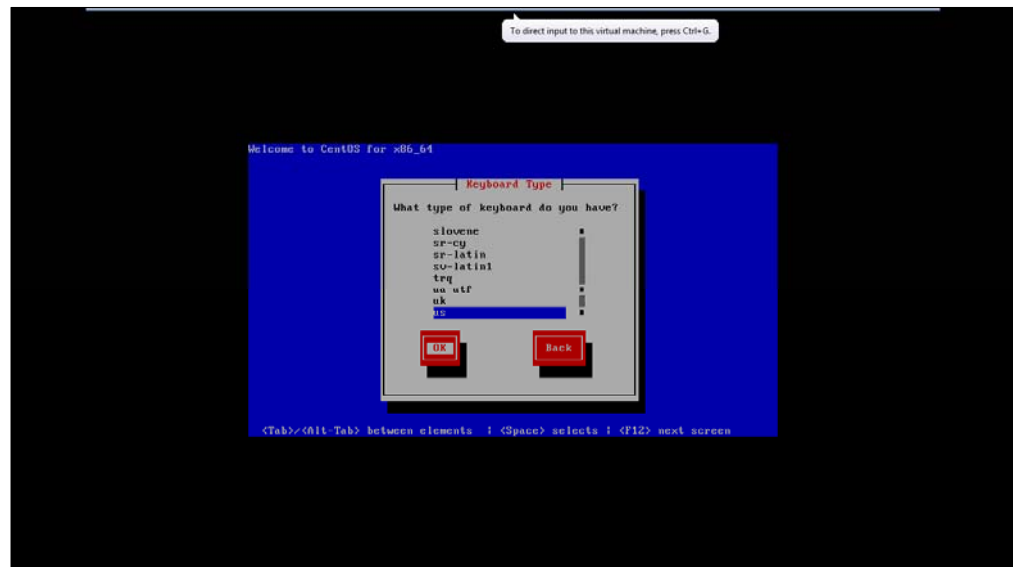 To direct input to this virtual machine, press Ctrl+G.
Welcome to CentOS for x86_64
Keyboard Type
What type of keyboard do you have?
slovene
sr-cy
sr-latin
sv-latin1
trq
ua-utf
uk
us
OK Back
<Tab>/<Alt-Tab> between elements | <Space> selects | <F12> next screen